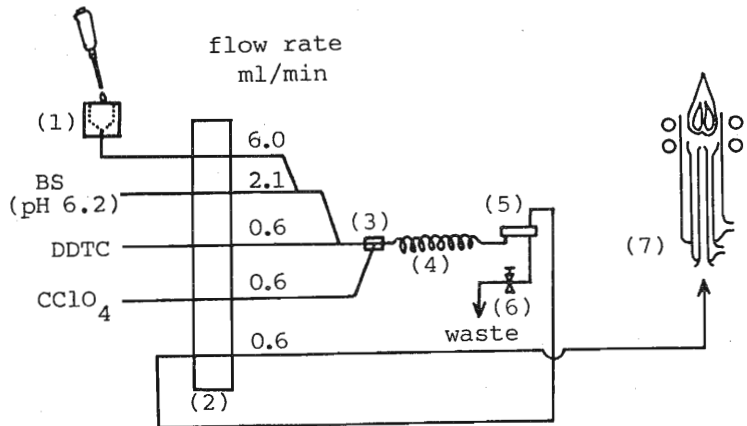 flow rate
ml/min
(1)
6.0
BS
(pH 6.2)
2.1
DDTC
0.6
(3)
(4)
(5)
CClO4
0.6
(6)
waste
(7)
0.6
(2)